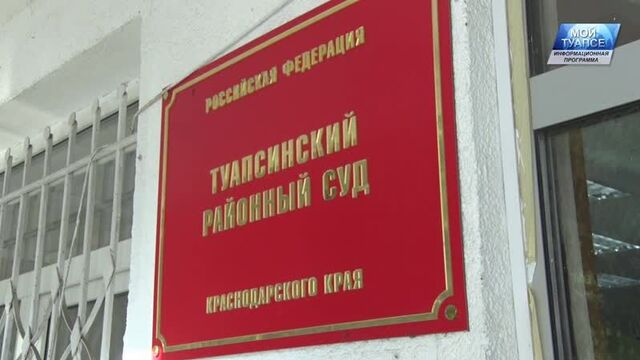 МОЙ
ТУАПСЕ
ИНФОРМАЦИОННАЯ
ПРОГРАММА
РОССИЙСКАЯ ФЕДЕРАЦИЯ
ТУАПСИНСКИЙ
РАЙОННЫЙ СУД
КРАСНОДАРСКОГО КРАЯ